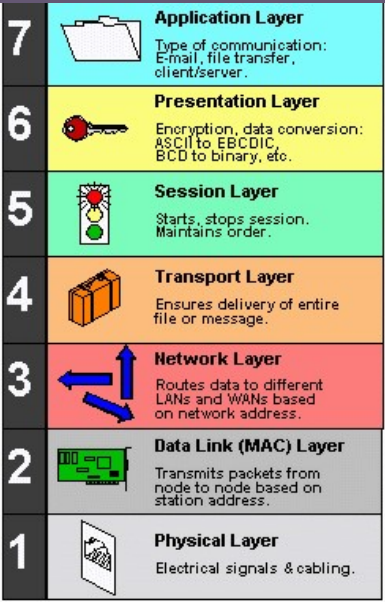 7
Application Layer
Type of communication:
E-mail, file transfer,
client/server.
6
Presentation Layer
Encryption, data conversion:
ASCII to EBCDIC,
BCD to binary, etc.
5
Session Layer
Starts, stops session.
Maintains order.
4
Transport Layer
Ensures delivery of entire
file or message.
3
Network Layer
Routes data to different
LANs and WANs based
on network address.
2
Data Link (MAC) Layer
Transmits packets from
node to node based on
station address.
1
Physical Layer
Electrical signals & cabling.